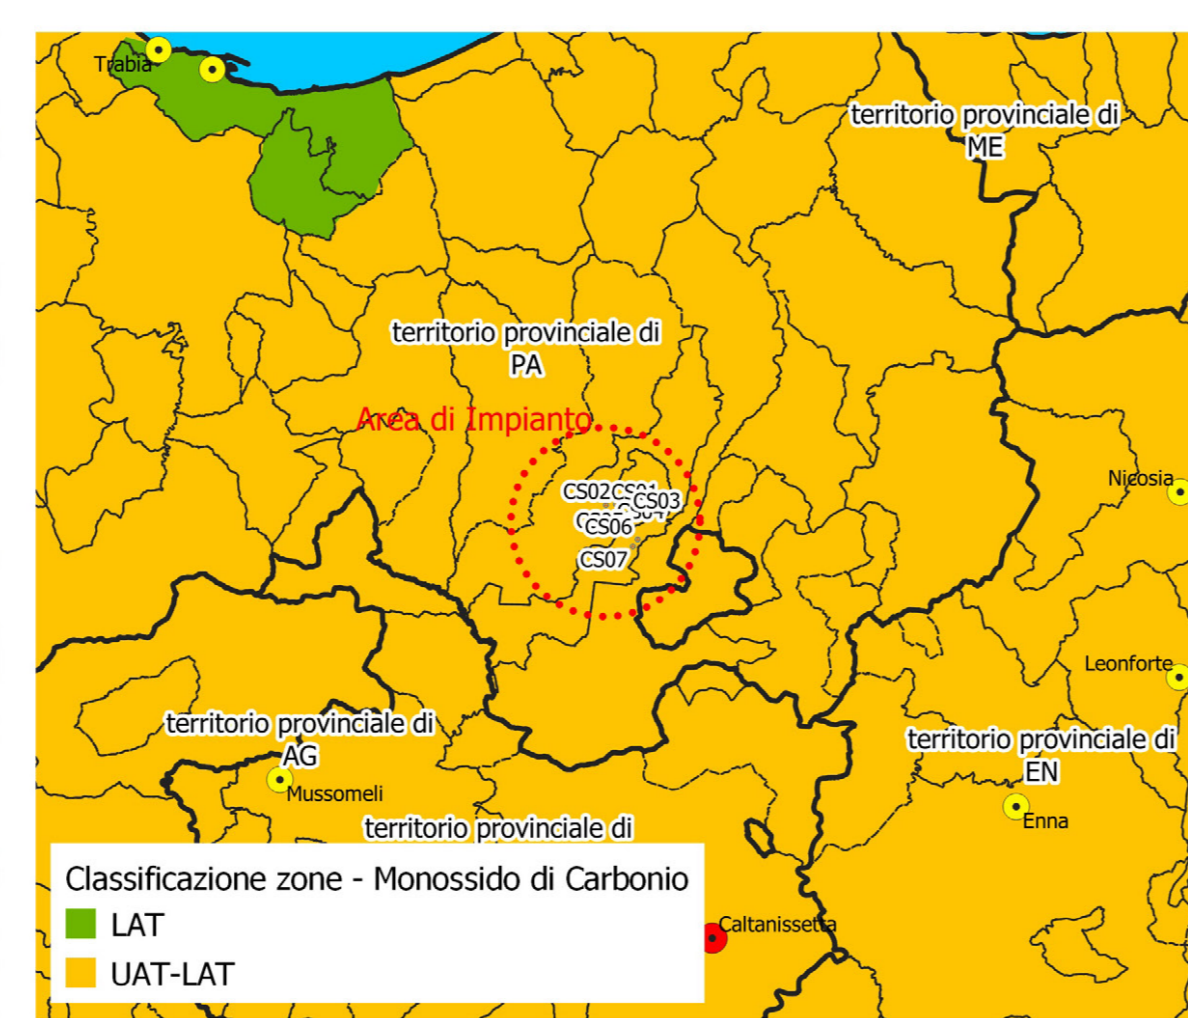 Trabia
territorio provinciale di
ME
territorio provinciale di
PA
Area di Impianto
Nicosia
CS02
CS01
CS03
CS04
CS06
CS07
Leonforte
territorio provinciale di
AG
territorio provinciale di
EN
Mussomeli
Enna
territorio provinciale di
Classificazione zone - Monossido di Carbonio
LAT
UAT-LAT
Caltanissetta